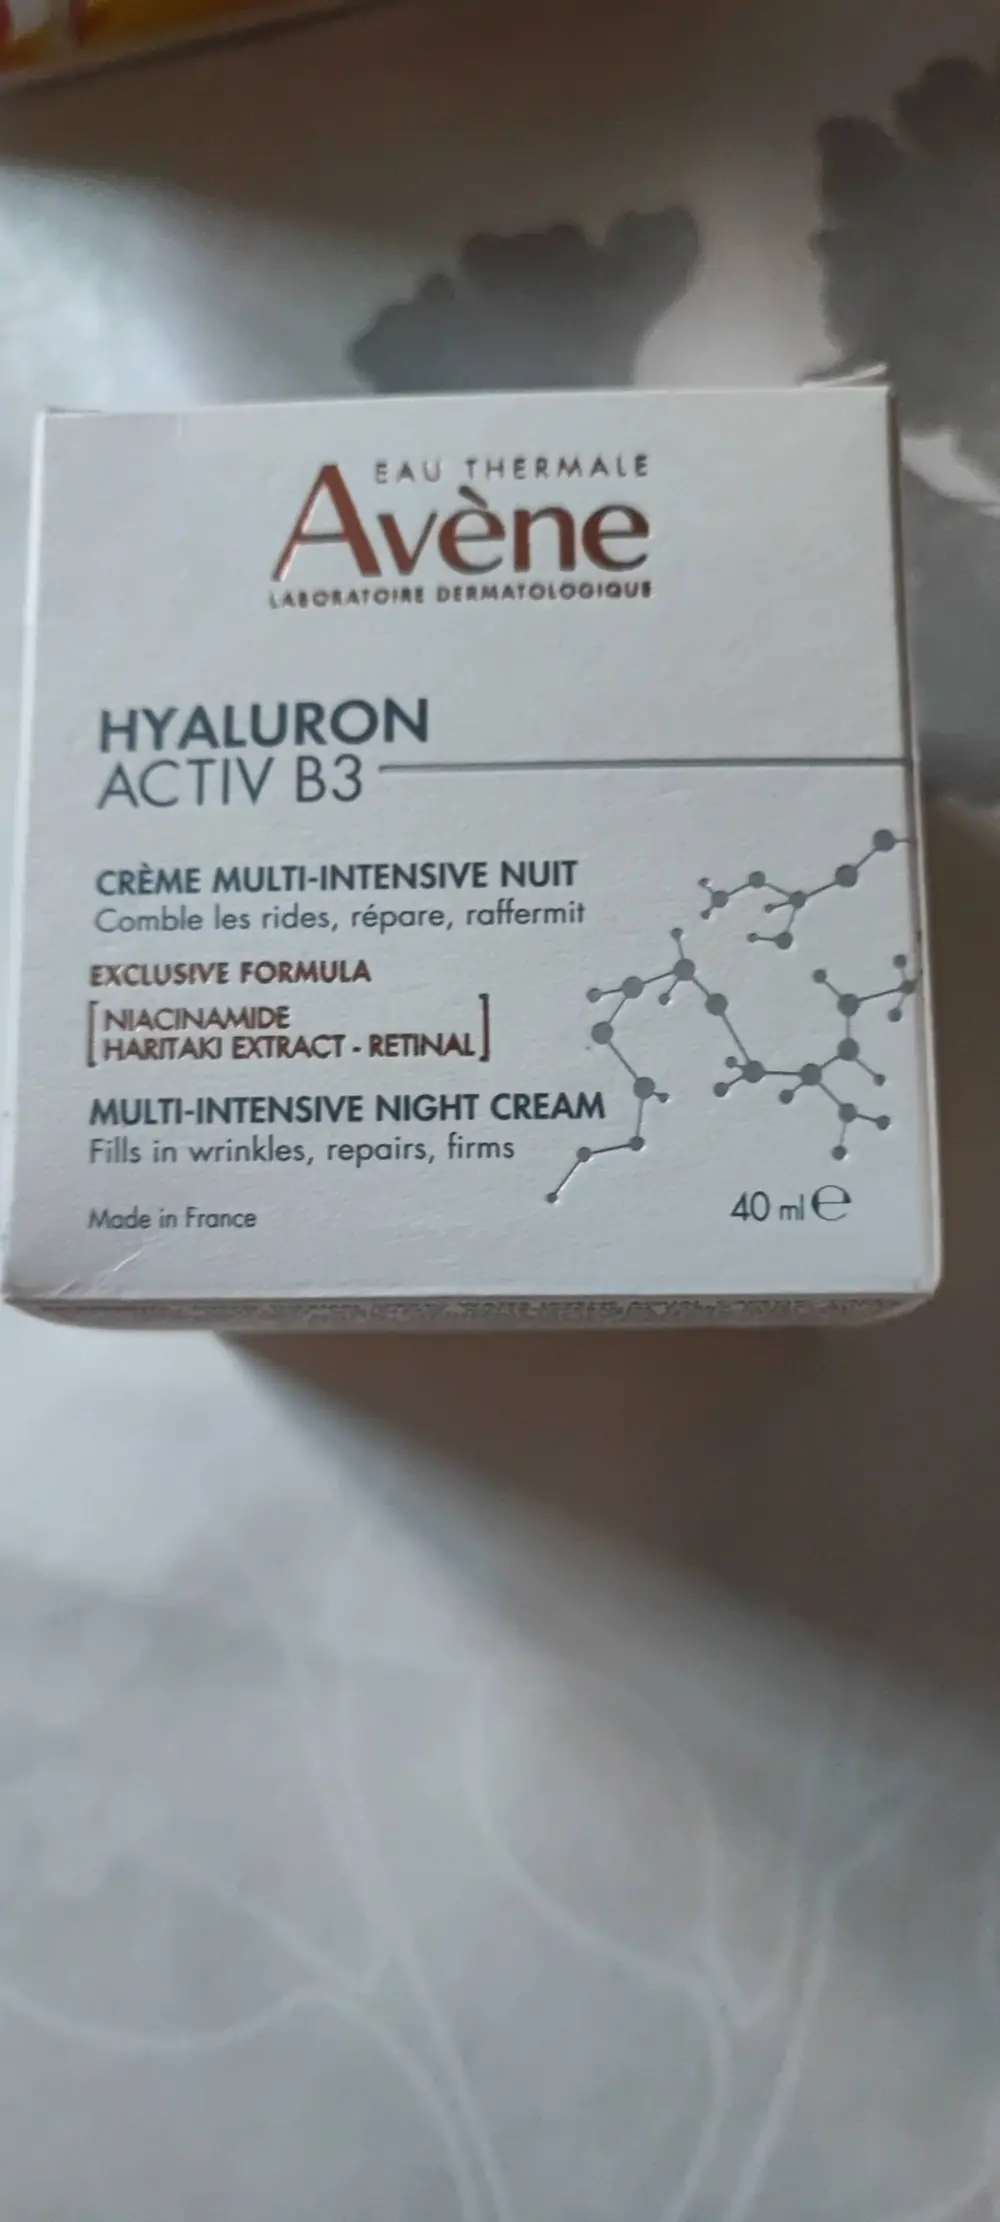 EAU THERMALE
Avène
LABORATOIRE DERMATOLOGIQUE
HYALURON
ACTIV B3
CRÈME MULTI-INTENSIVE NUIT
Comble les rides, répare, raffermit
EXCLUSIVE FORMULA
NIACINAMIDE
HARITAKI EXTRACT - RETINAL
MULTI-INTENSIVE NIGHT CREAM
Fills in wrinkles, repairs, firms
Made in France
40 ml ℮